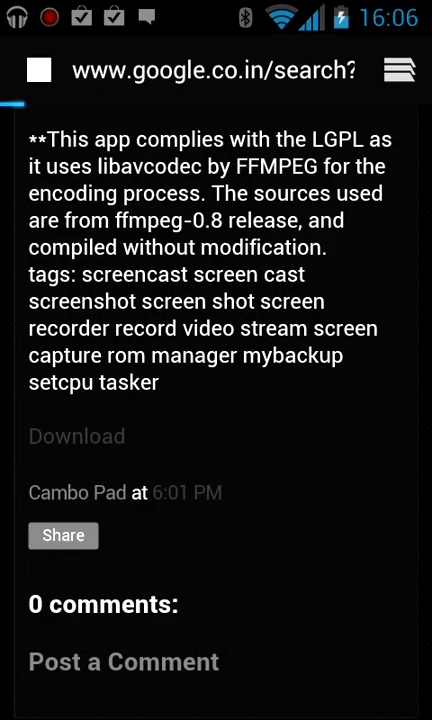 16:06
www.google.co.in/search?
**This app complies with the LGPL as
it uses libavcodec by FFMPEG for the
encoding process. The sources used
are from ffmpeg-0.8 release, and
compiled without modification.
tags: screencast screen cast
screenshot screen shot screen
recorder record video stream screen
capture rom manager mybackup
setcpu tasker
Download
Cambo Pad at 6:01 PM
Share
0 comments:
Post a Comment